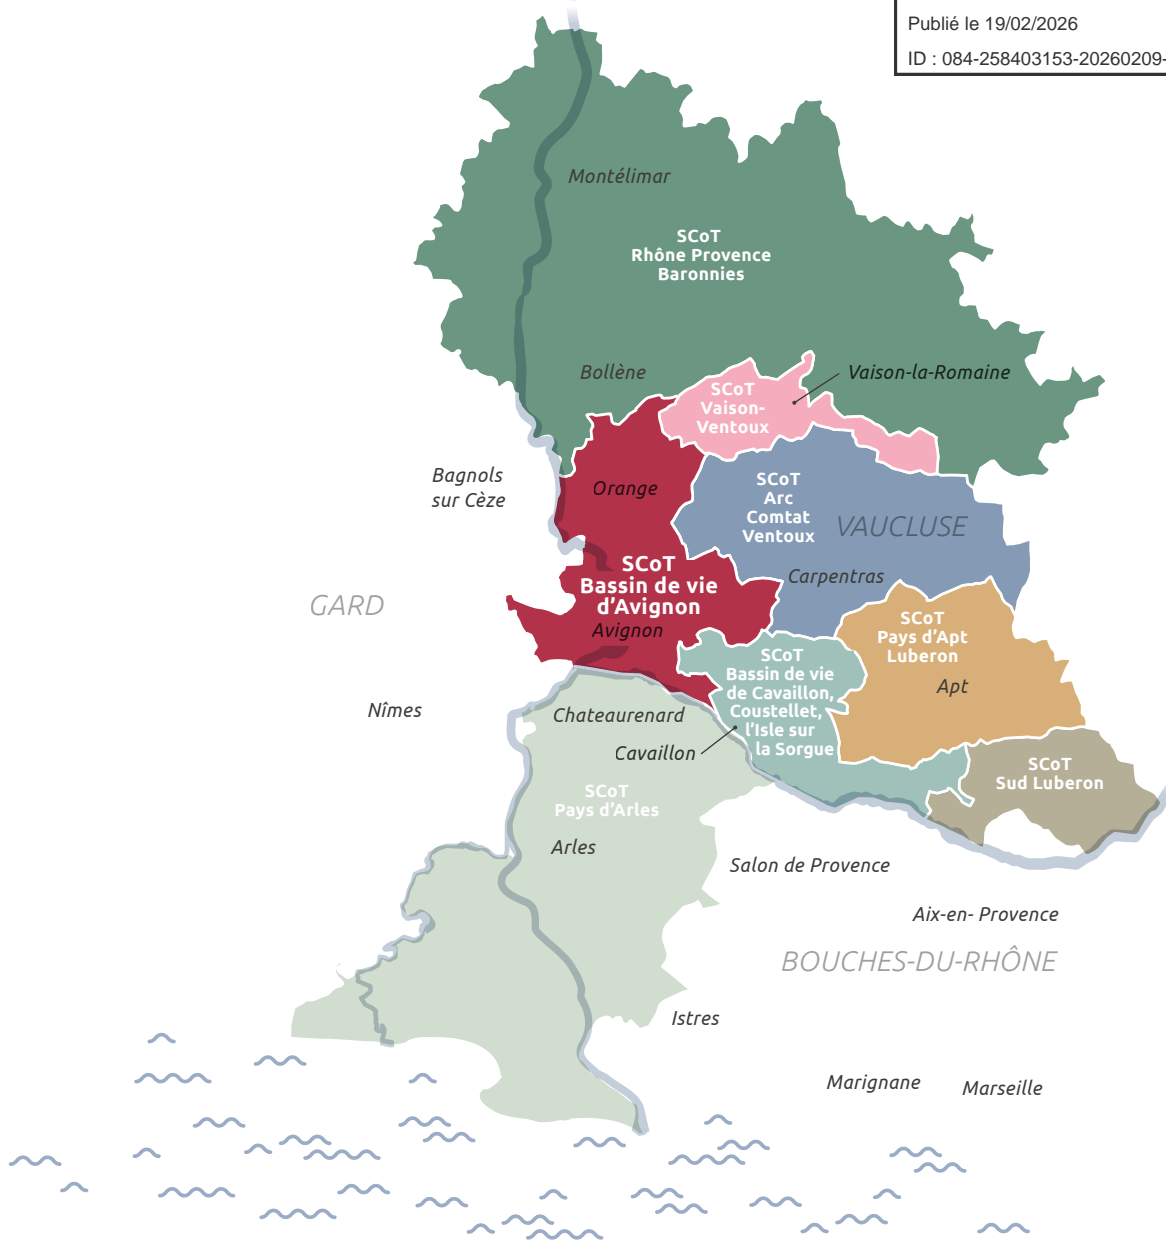 Publié le 19/02/2026
ID : 084-258403153-20260209-
Montélimar
SCoT
Rhône Provence
Baronnies
Bollène
Vaison-la-Romaine
SCoT
Vaison-
Ventoux
Bagnols
sur Cèze
Orange
SCoT
Arc
Comtat
Ventoux
VAUCLUSE
SCoT
Bassin de vie
d'Avignon
Avignon
Carpentras
GARD
SCoT
Pays d'Apt
Luberon
Apt
SCoT
Bassin de vie
de Cavaillon,
Coustellet,
l'Isle sur
la Sorgue
Nîmes
Chateaurenard
Cavaillon
SCoT
Sud Luberon
SCoT
Pays d'Arles
Arles
Salon de Provence
Aix-en- Provence
BOUCHES-DU-RHÔNE
Istres
Marignane
Marseille